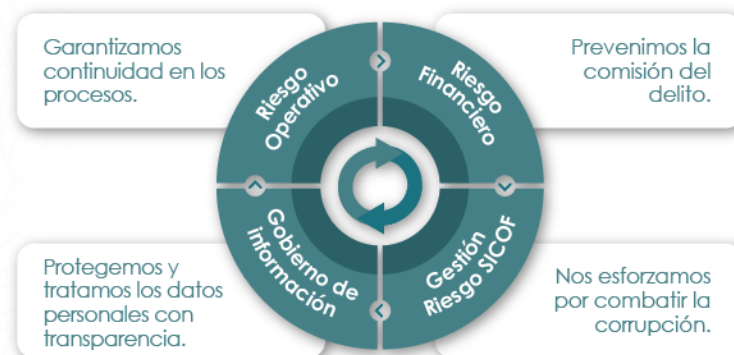 Garantizamos
continuidad en los
procesos.
Riesgo
Operativo
Riesgo
Financiero
Prevenimos la
comisión del
delito.
Protegemos y
tratamos los datos
personales con
transparencia.
Gobierno de
información
Gestión
Riesgo SICOF
Nos esforzamos
por combatir la
corrupción.